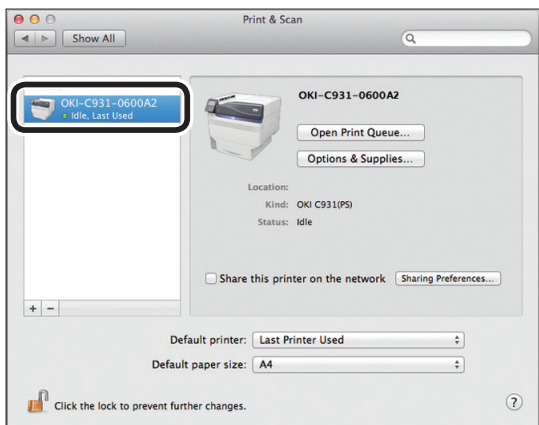 Print & Scan
Show All
OKI-C931-0600A2
Idle, Last Used
OKI-C931-0600A2
Open Print Queue...
Options & Supplies...
Location:
Kind: OKI C931(PS)
Status: Idle
Share this printer on the network Sharing Preferences...
+ −
Default printer: Last Printer Used
Default paper size: A4
Click the lock to prevent further changes. ?